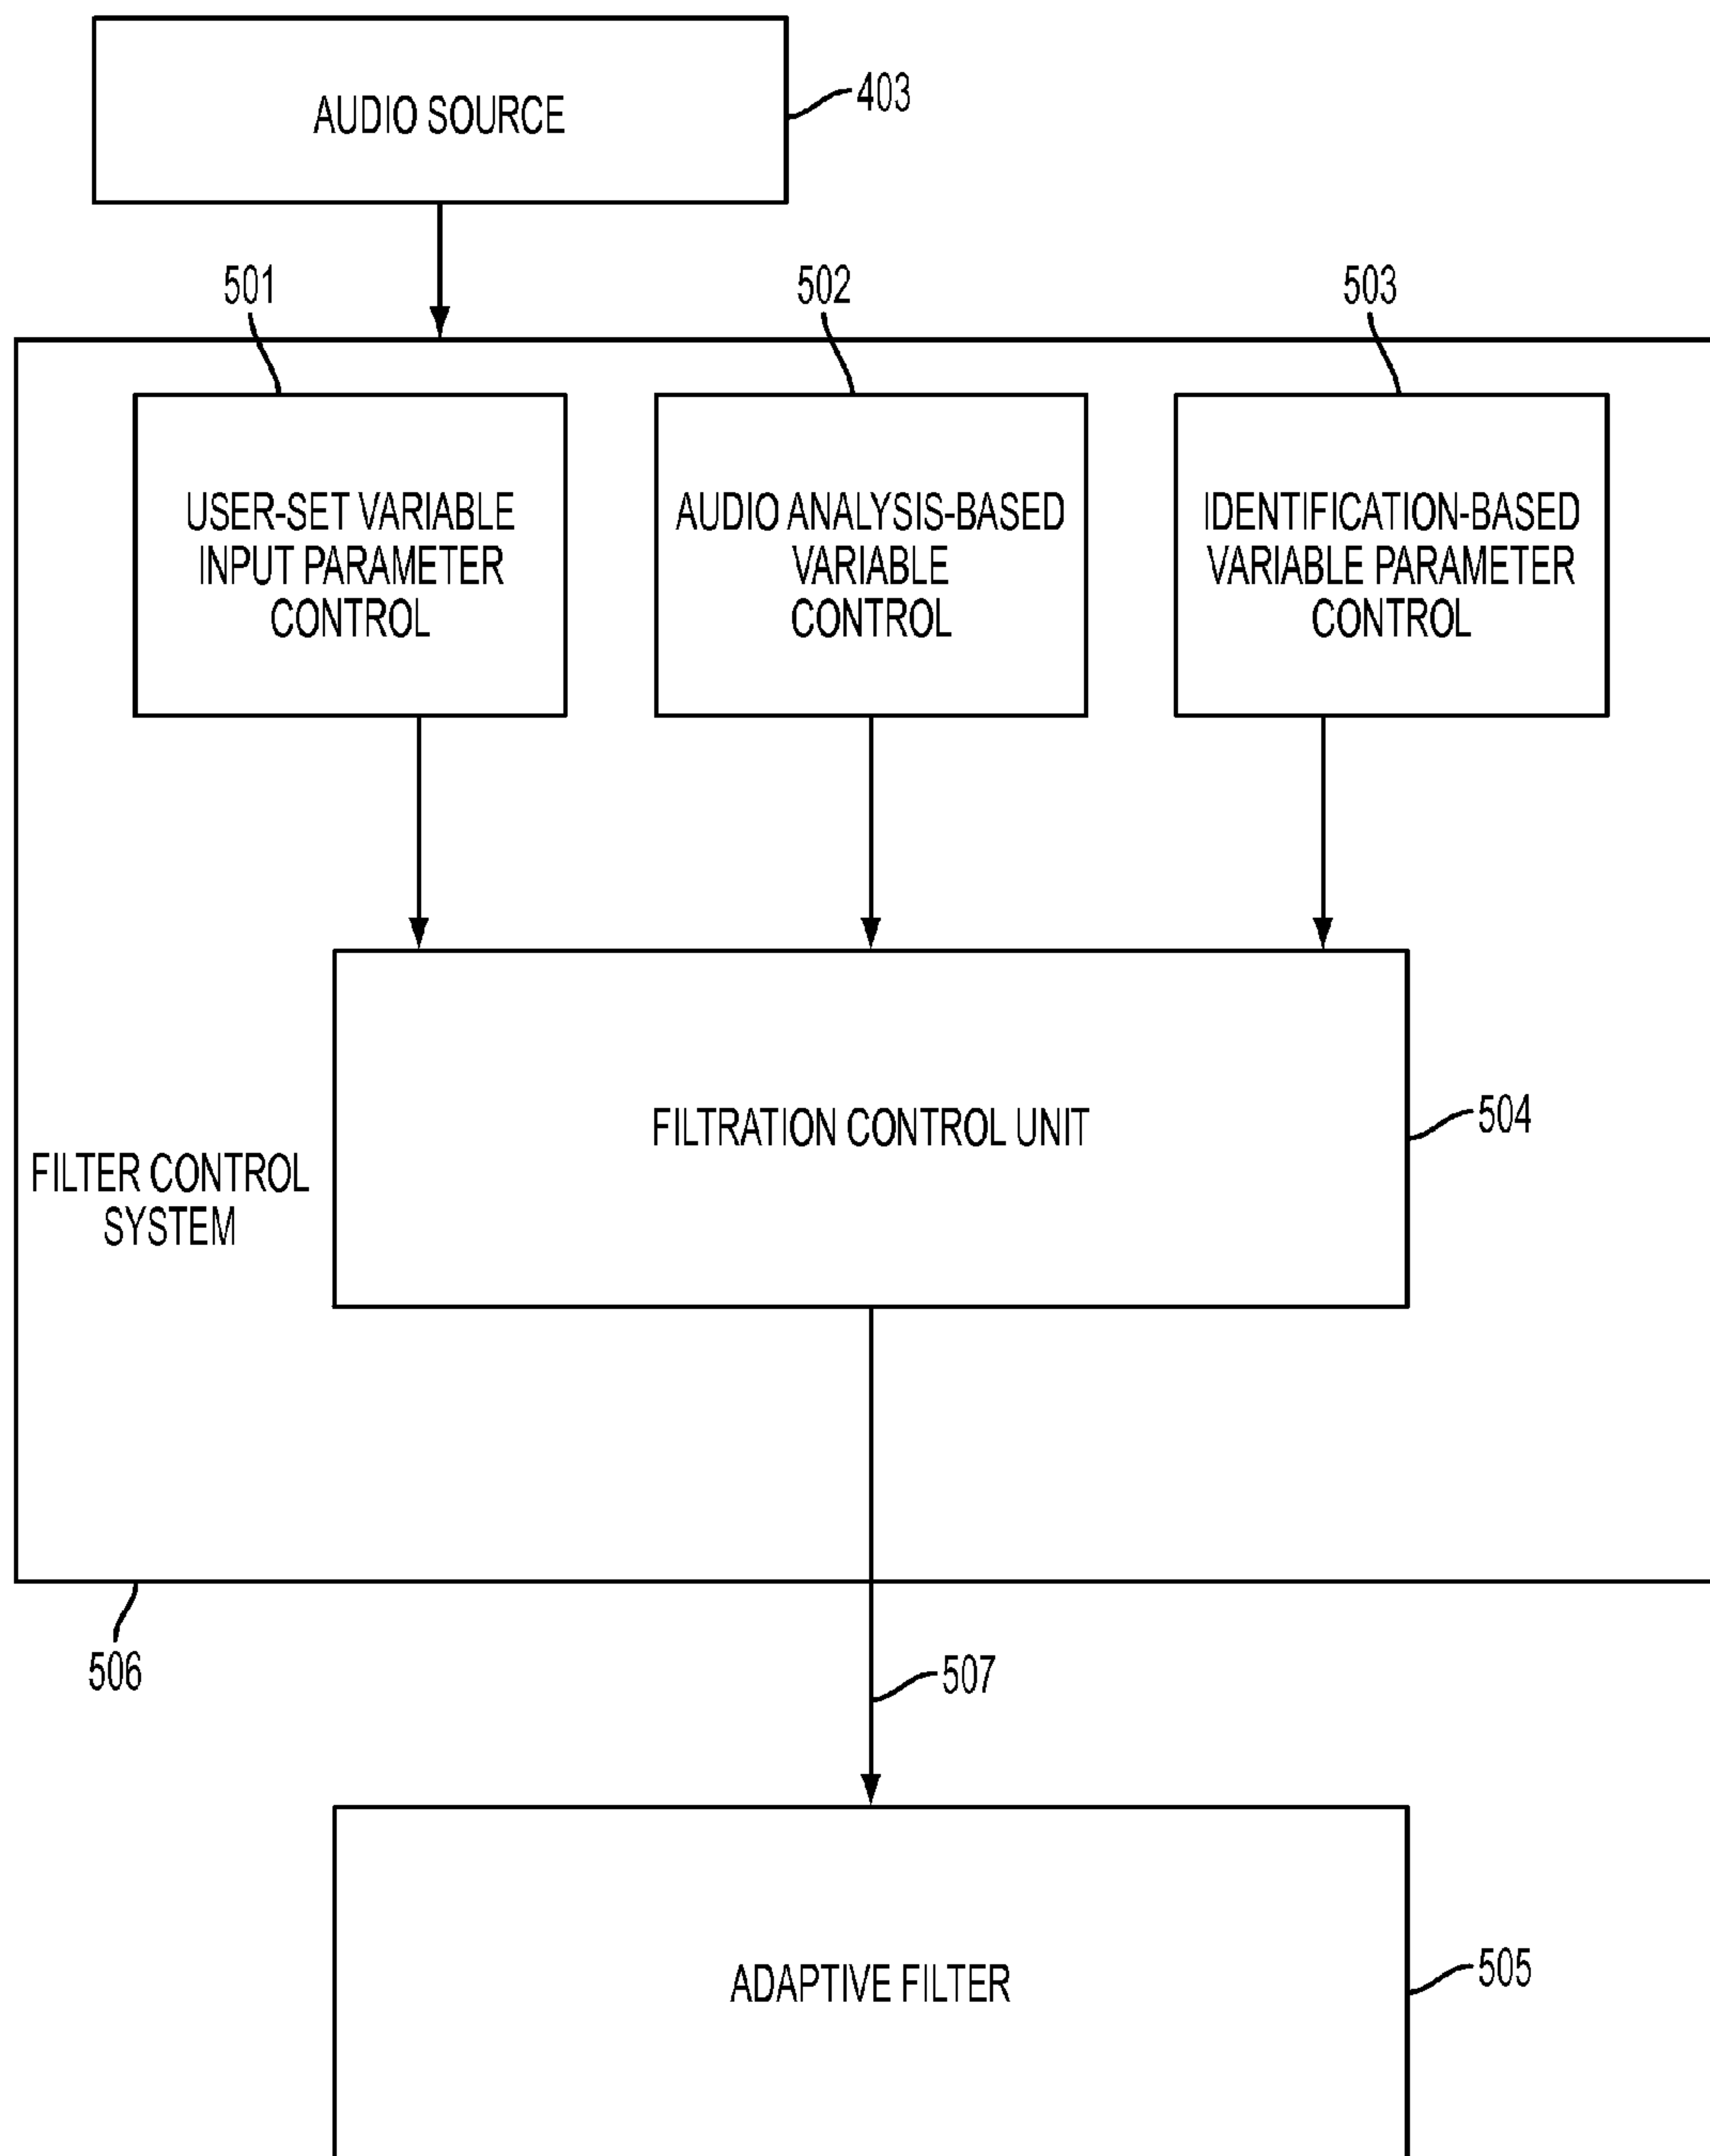 AUDIO SOURCE
403
501
502
503
USER-SET VARIABLE
INPUT PARAMETER
CONTROL
AUDIO ANALYSIS-BASED
VARIABLE
CONTROL
IDENTIFICATION-BASED
VARIABLE PARAMETER
CONTROL
FILTRATION CONTROL UNIT
504
FILTER CONTROL
SYSTEM
506
507
ADAPTIVE FILTER
505